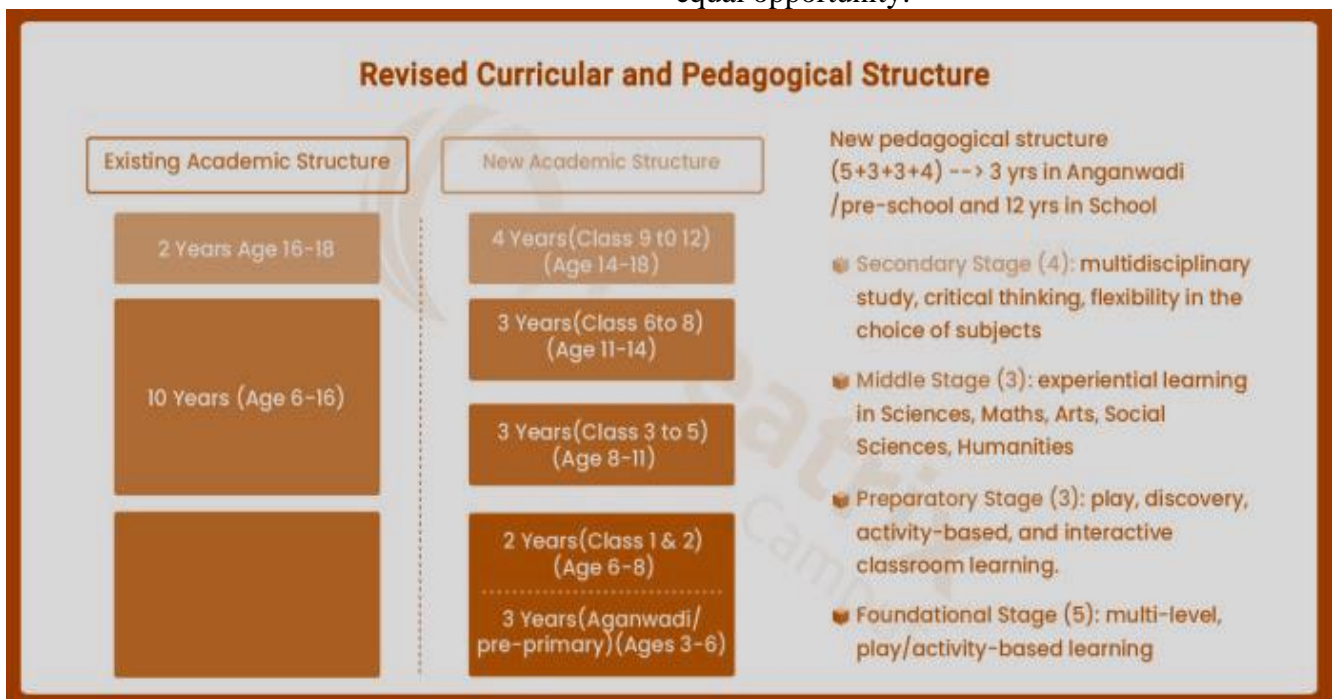 equal opportunity.
Revised Curricular and Pedagogical Structure
Existing Academic Structure
2 Years Age 16-18
10 Years (Age 6-16)
New Academic Structure
4 Years(Class 9 t0 12)
(Age 14-18)
3 Years(Class 6to 8)
(Age 11-14)
3 Years(Class 3 to 5)
(Age 8-11)
2 Years(Class 1 & 2)
(Age 6-8)
3 Years(Aganwadi/
pre-primary)(Ages 3-6)
New pedagogical structure
(5+3+3+4) --> 3 yrs in Anganwadi
/pre-school and 12 yrs in School
Secondary Stage (4): multidisciplinary
study, critical thinking, flexibility in the
choice of subjects
Middle Stage (3): experiential learning
in Sciences, Maths, Arts, Social
Sciences, Humanities
Preparatory Stage (3): play, discovery,
activity-based, and interactive
classroom learning.
Foundational Stage (5): multi-level,
play/activity-based learning